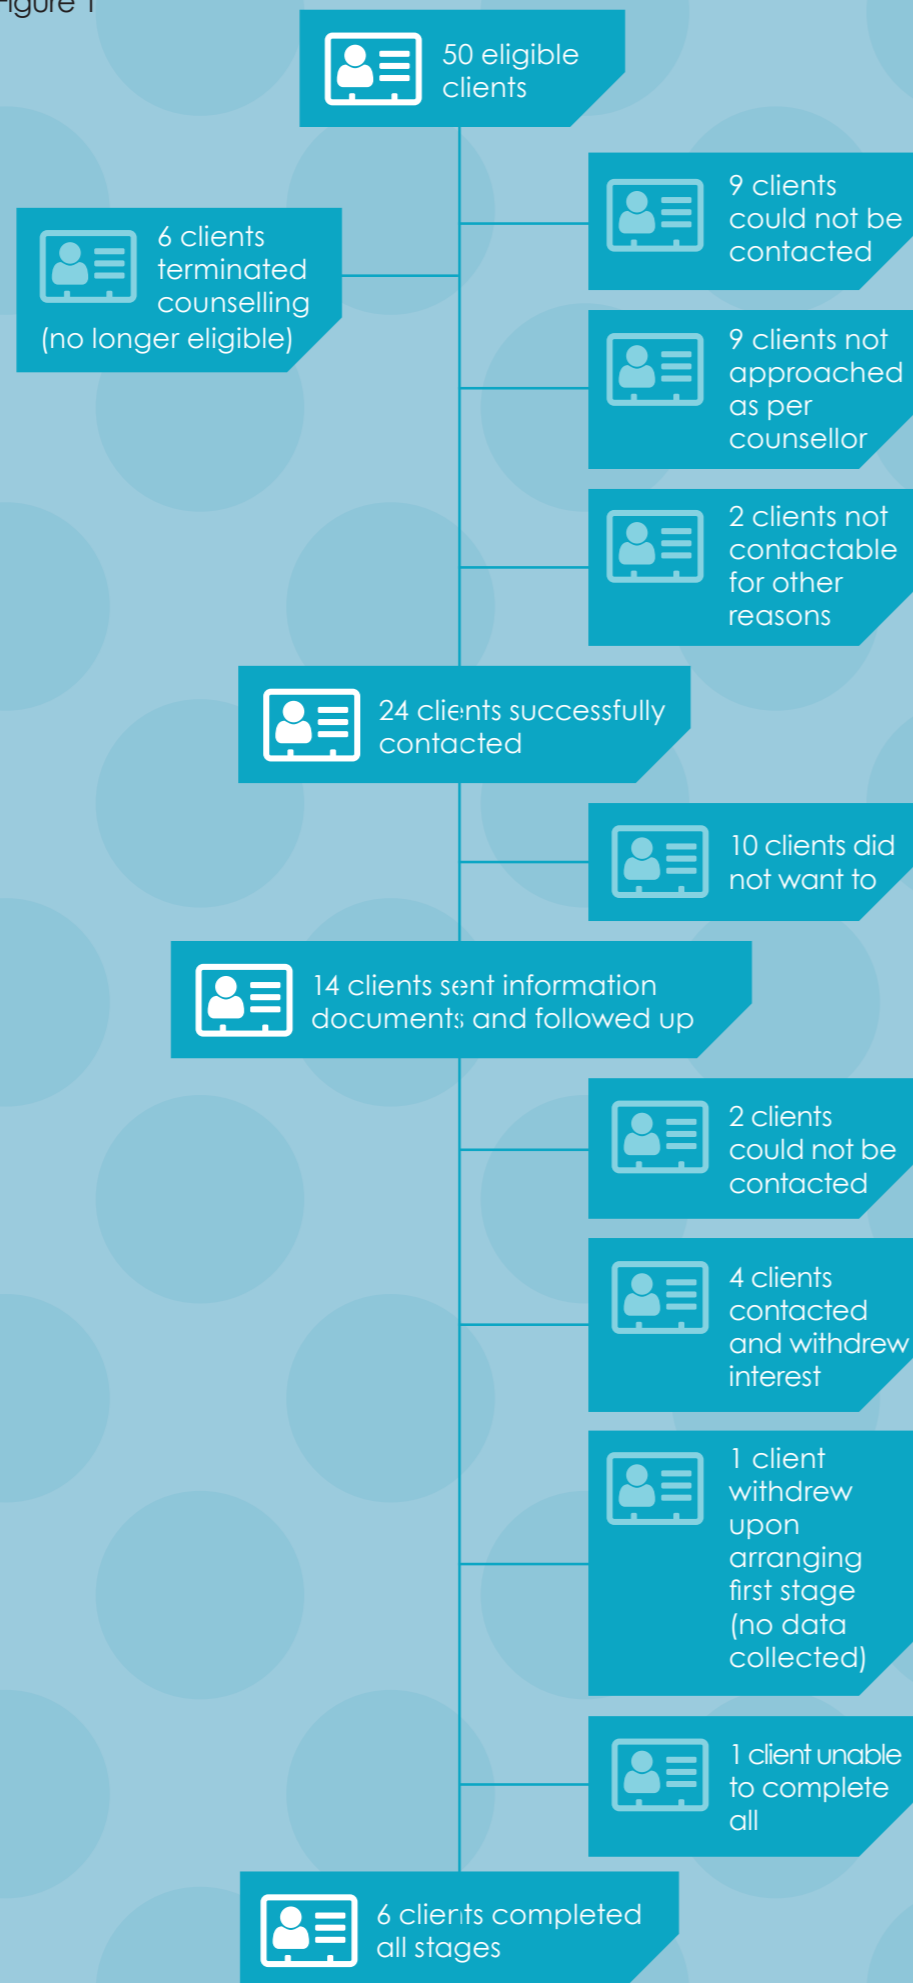 Figure 1
50 eligible
clients
9 clients
could not be
contacted
6 clients
terminated
counselling
(no longer eligible)
9 clients not
approached
as per
counsellor
2 clients not
contactable
for other
reasons
24 clients successfully
contacted
10 clients did
not want to
14 clients sent information
documents and followed up
2 clients
could not be
contacted
4 clients
contacted
and withdrew
interest
1 client
withdrew
upon
arranging
first stage
(no data
collected)
1 client unable
to complete
all
6 clients completed
all stages